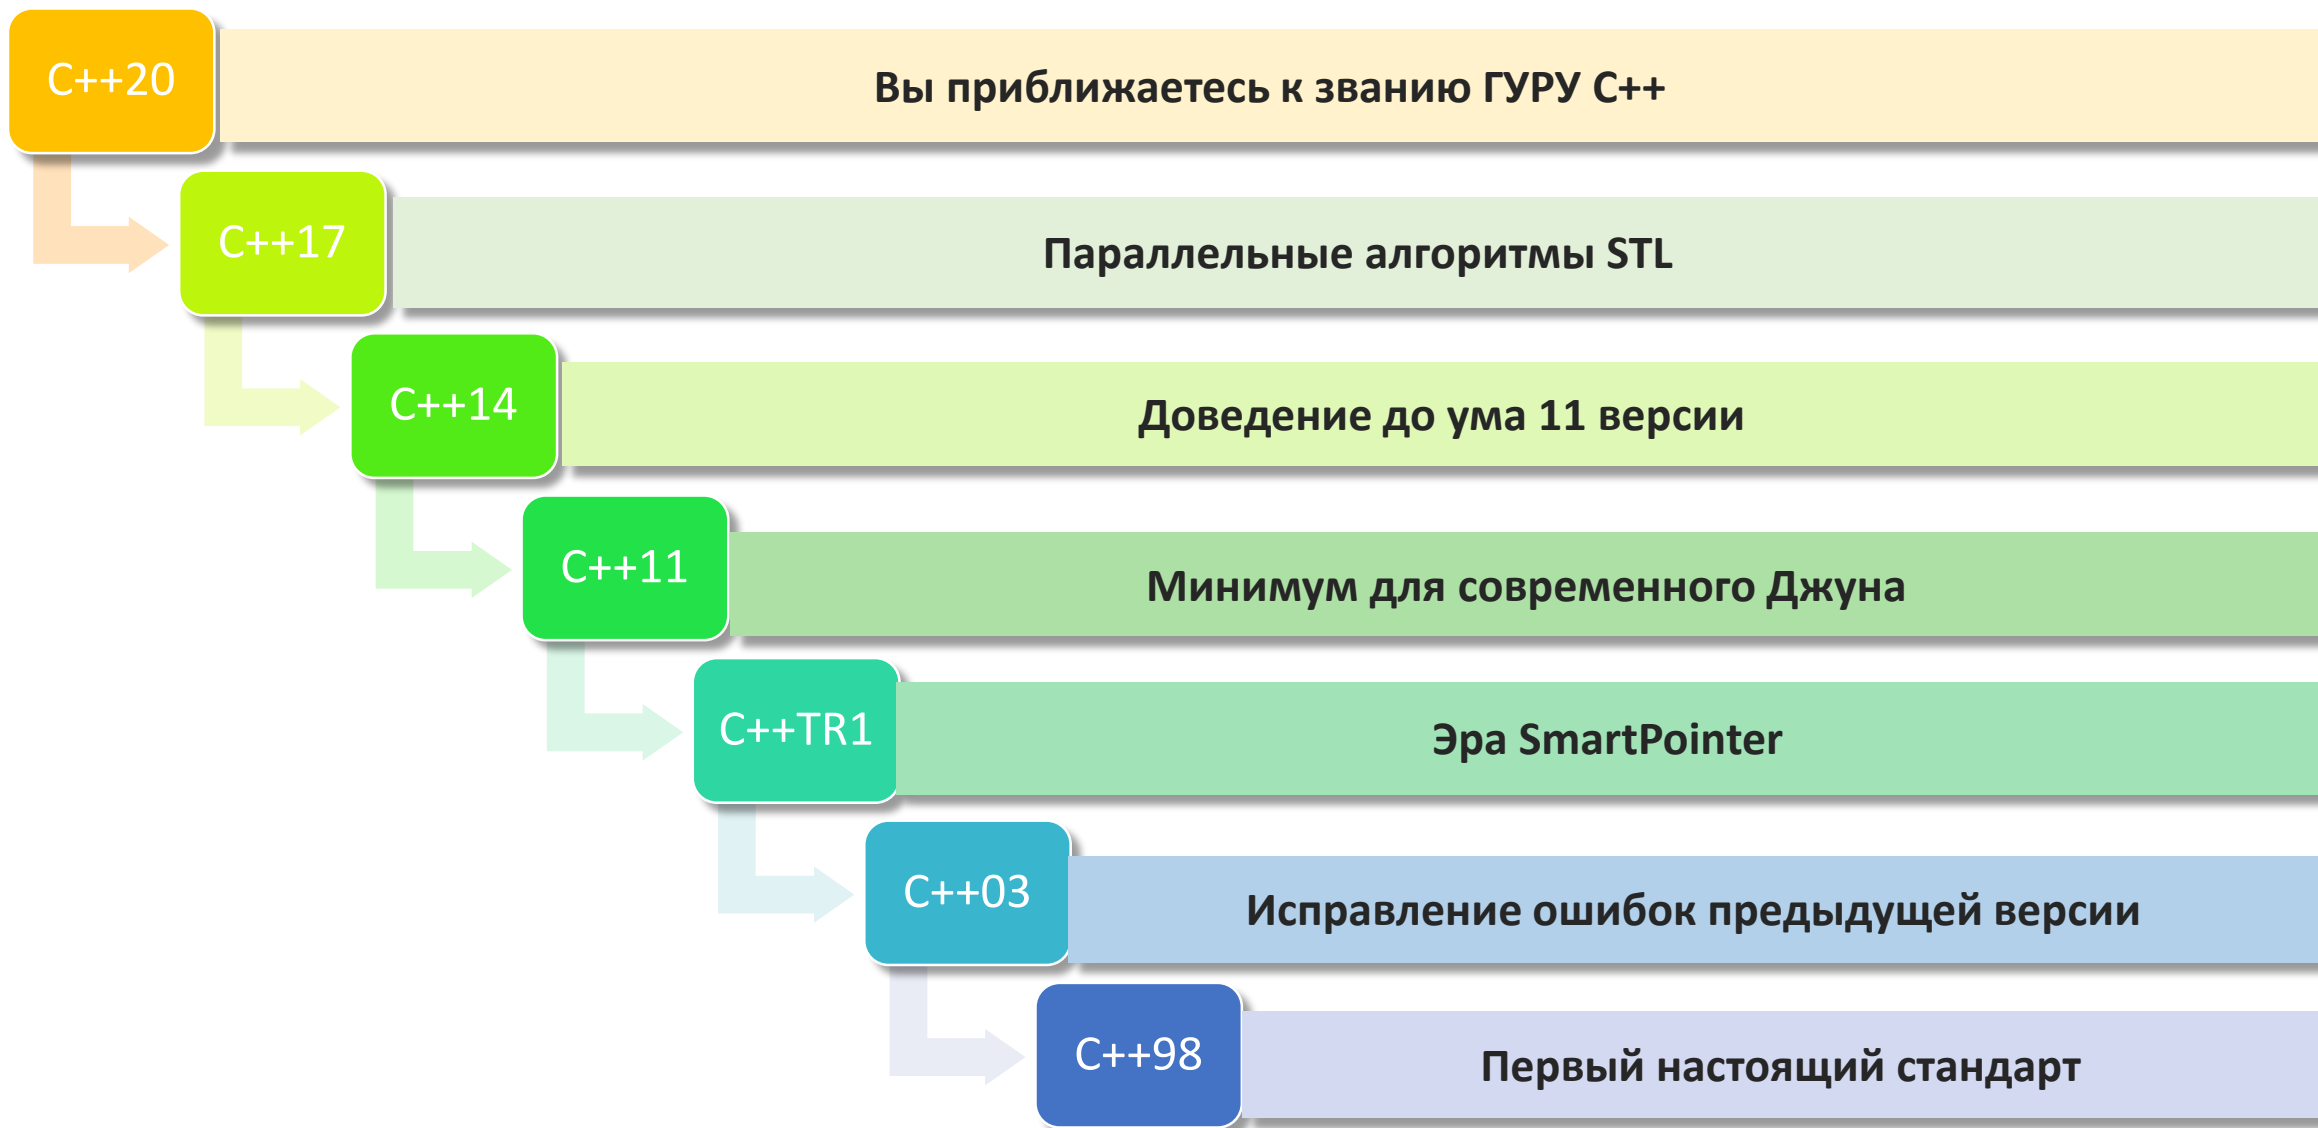 C++20
Вы приближаетесь к званию ГУРУ C++
C++17
Параллельные алгоритмы STL
C++14
Доведение до ума 11 версии
C++11
Минимум для современного Джуна
C++TR1
Эра SmartPointer
C++03
Исправление ошибок предыдущей версии
C++98
Первый настоящий стандарт